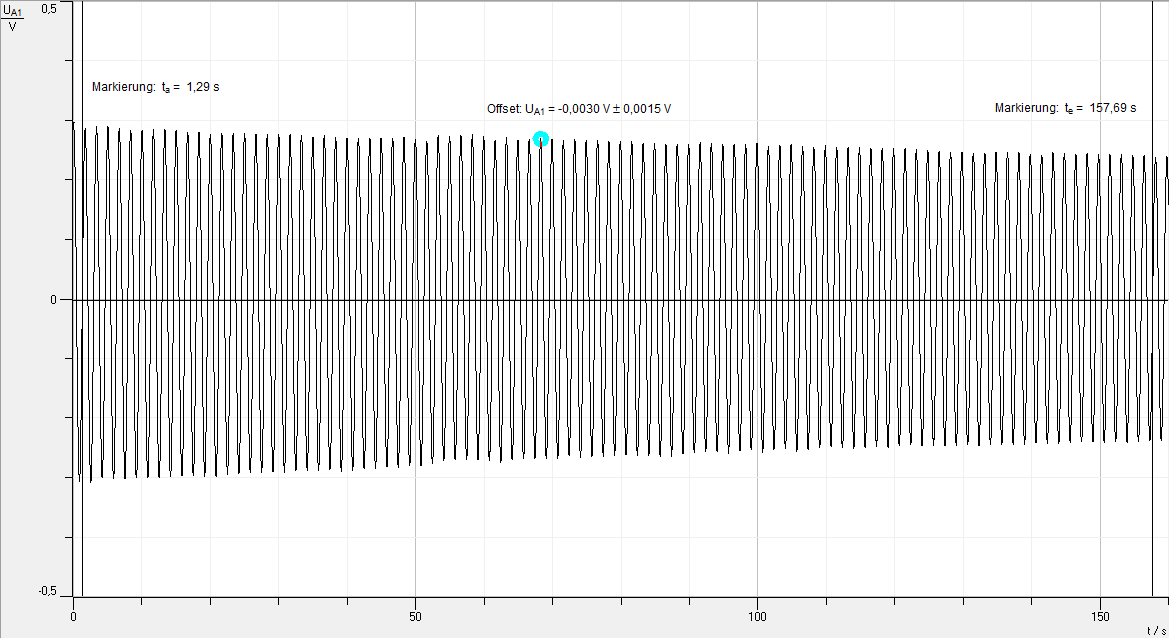 U_A1
V
0,5
Markierung: t_a = 1,29 s
Offset: U_A1 = -0,0030 V ± 0,0015 V
Markierung: t_e = 157,69 s
0
-0,5
0
50
100
150
t / s